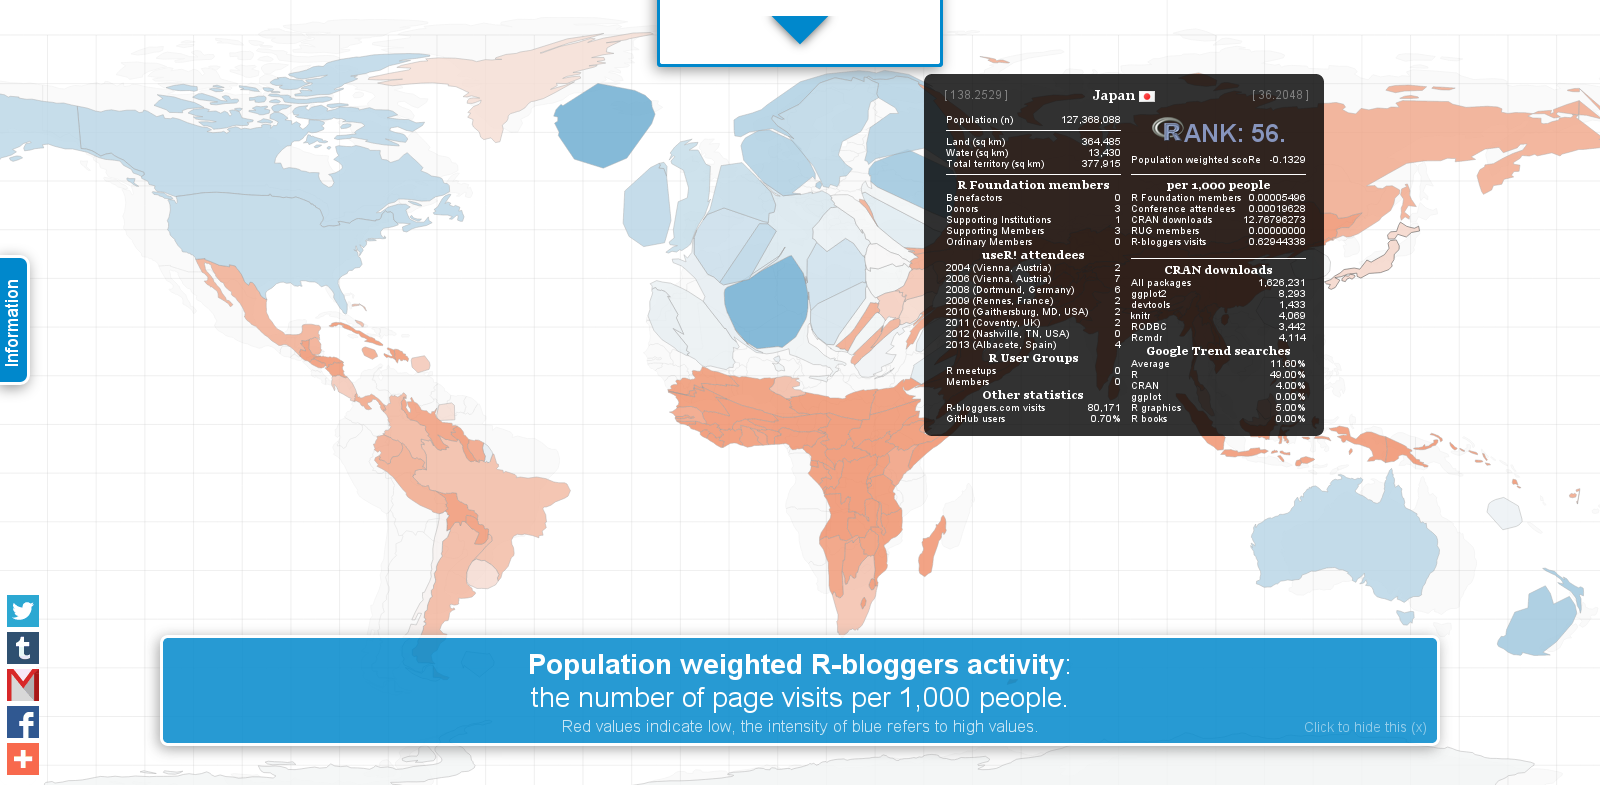 [ 138.2529 ] Japan [ 36.2048 ]
Population (n) 127,368,088
Land (sq km) 364,485
Water (sq km) 13,430
Total territory (sq km) 377,915
R Foundation members
Benefactors 0
Donors 3
Supporting Institutions 1
Supporting Members 3
Ordinary Members 0
useR! attendees
2004 (Vienna, Austria) 2
2006 (Vienna, Austria) 7
2008 (Dortmund, Germany) 6
2009 (Rennes, France) 2
2010 (Gaithersburg, MD, USA) 2
2011 (Coventry, UK) 2
2012 (Nashville, TN, USA) 0
2013 (Albacete, Spain) 4
R User Groups
R meetups 0
Members 0
Other statistics
R-bloggers.com visits 80,171
GitHub users 0.70%
RANK: 56.
Population weighted scoRe -0.1329
per 1,000 people
R Foundation members 0.00005496
Conference attendees 0.00019628
CRAN downloads 12.76796273
RUG members 0.00000000
R-bloggers visits 0.62944338
CRAN downloads
All packages 1,626,231
ggplot2 8,293
devtools 1,433
knitr 4,069
RODBC 3,442
Rcmdr 4,114
Google Trend searches
Average 11.60%
R 49.00%
CRAN 4.00%
ggplot 0.00%
R graphics 5.00%
R books 0.00%
Information
Population weighted R-bloggers activity:
the number of page visits per 1,000 people.
Red values indicate low, the intensity of blue refers to high values.
Click to hide this (x)